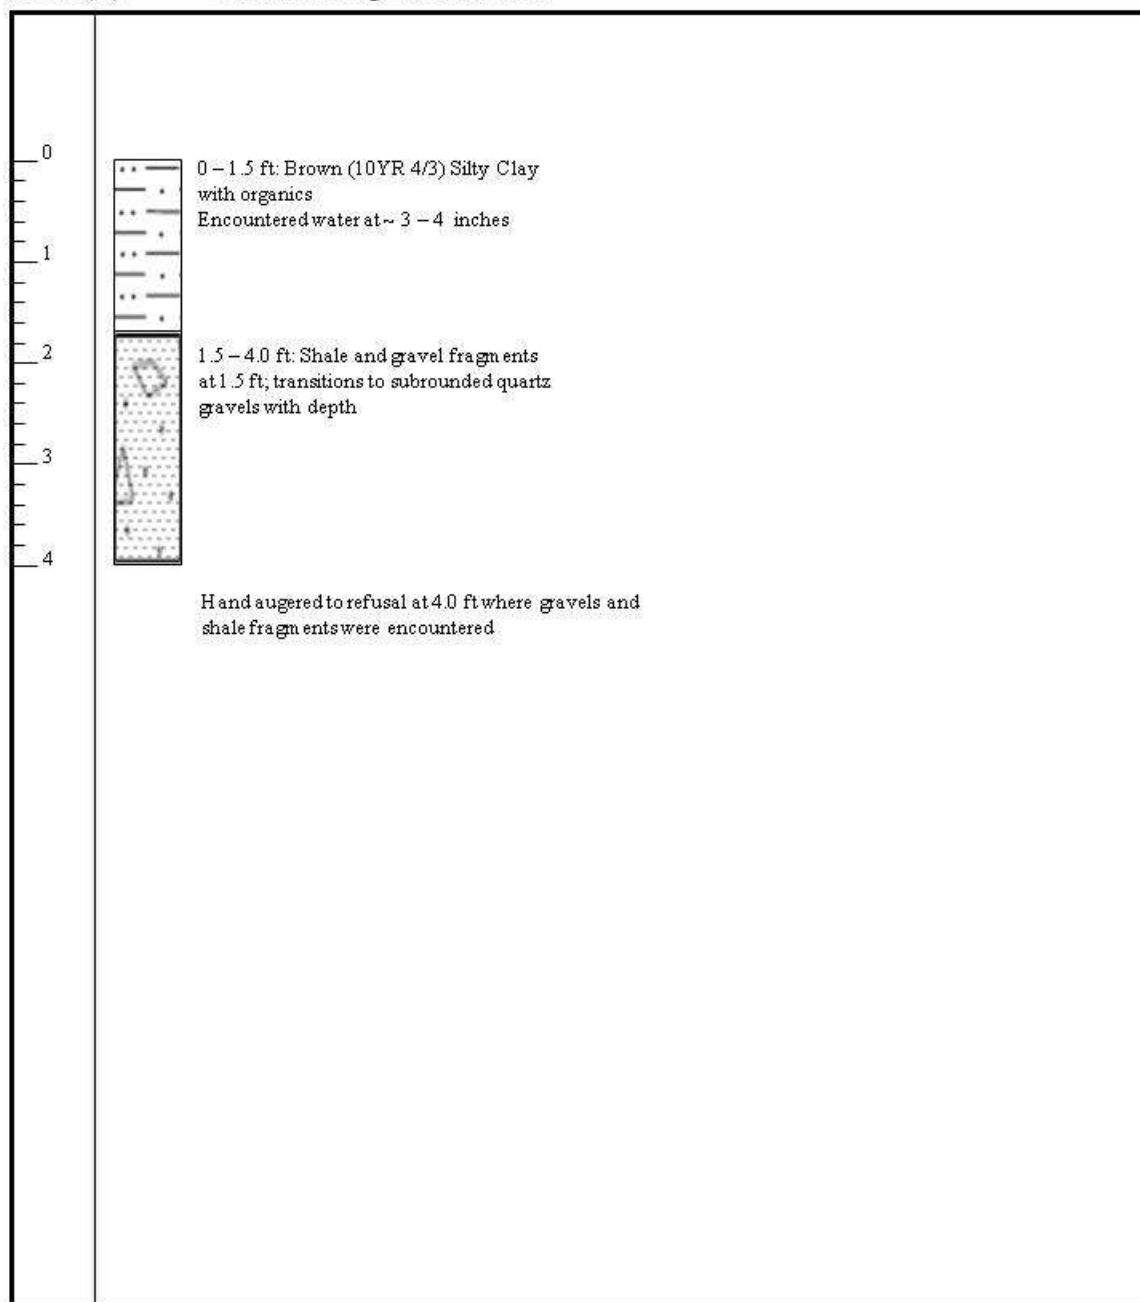 0
0 – 1.5 ft: Brown (10YR 4/3) Silty Clay
with organics
Encountered water at ~ 3 – 4 inches
1
2
1.5 – 4.0 ft: Shale and gravel fragments
at 1.5 ft; transitions to subrounded quartz
gravels with depth
3
4
Hand augered to refusal at 4.0 ft where gravels and
shale fragments were encountered